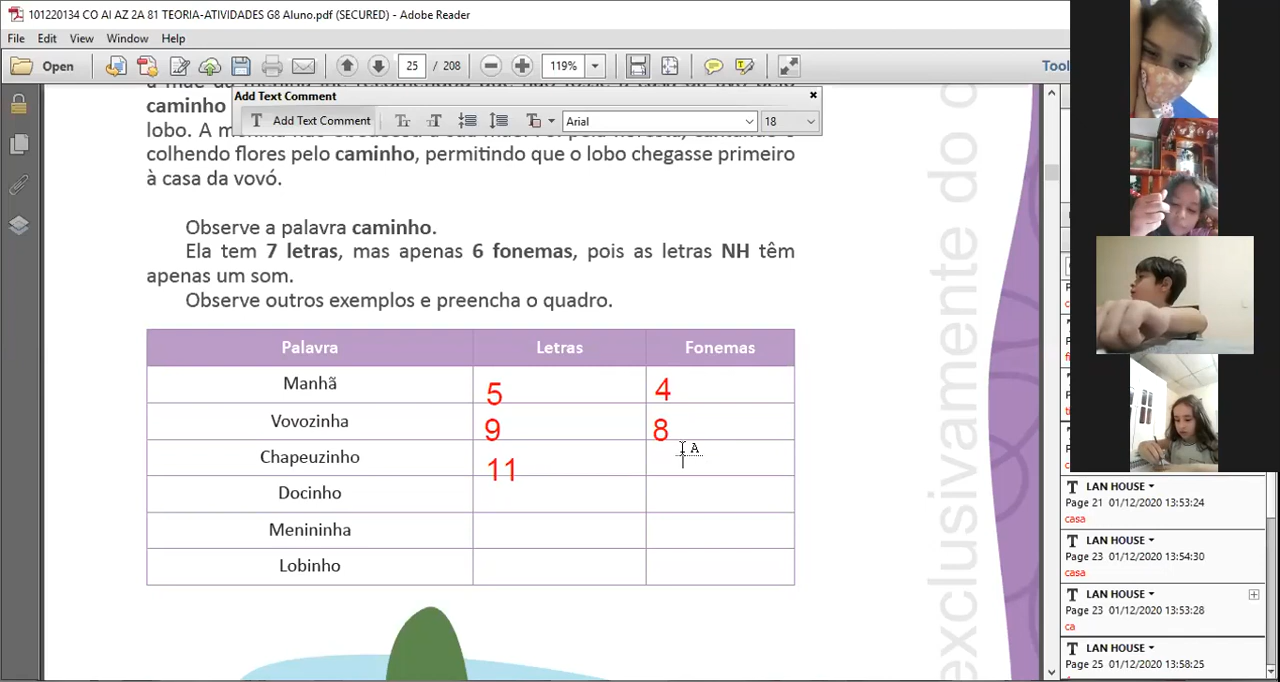 101220134 CO AI AZ 2A 81 TEORIA-ATIVIDADES G8 Aluno.pdf (SECURED) - Adobe Reader
File Edit View Window Help
Open 25 / 208 119% Tool
Add Text Comment
T Add Text Comment Arial 18
caminho
lobo. A
colhendo flores pelo caminho, permitindo que o lobo chegasse primeiro
à casa da vovó.
Observe a palavra caminho.
Ela tem 7 letras, mas apenas 6 fonemas, pois as letras NH têm
apenas um som.
Observe outros exemplos e preencha o quadro.
Palavra Letras Fonemas
Manhã 5 4
Vovozinha 9 8
Chapeuzinho 11
Docinho
Menininha
Lobinho
exclusivamente do
LAN HOUSE
Page 21 01/12/2020 13:53:24
casa
LAN HOUSE
Page 23 01/12/2020 13:54:30
casa
LAN HOUSE
Page 23 01/12/2020 13:53:28
ca
LAN HOUSE
Page 25 01/12/2020 13:58:25